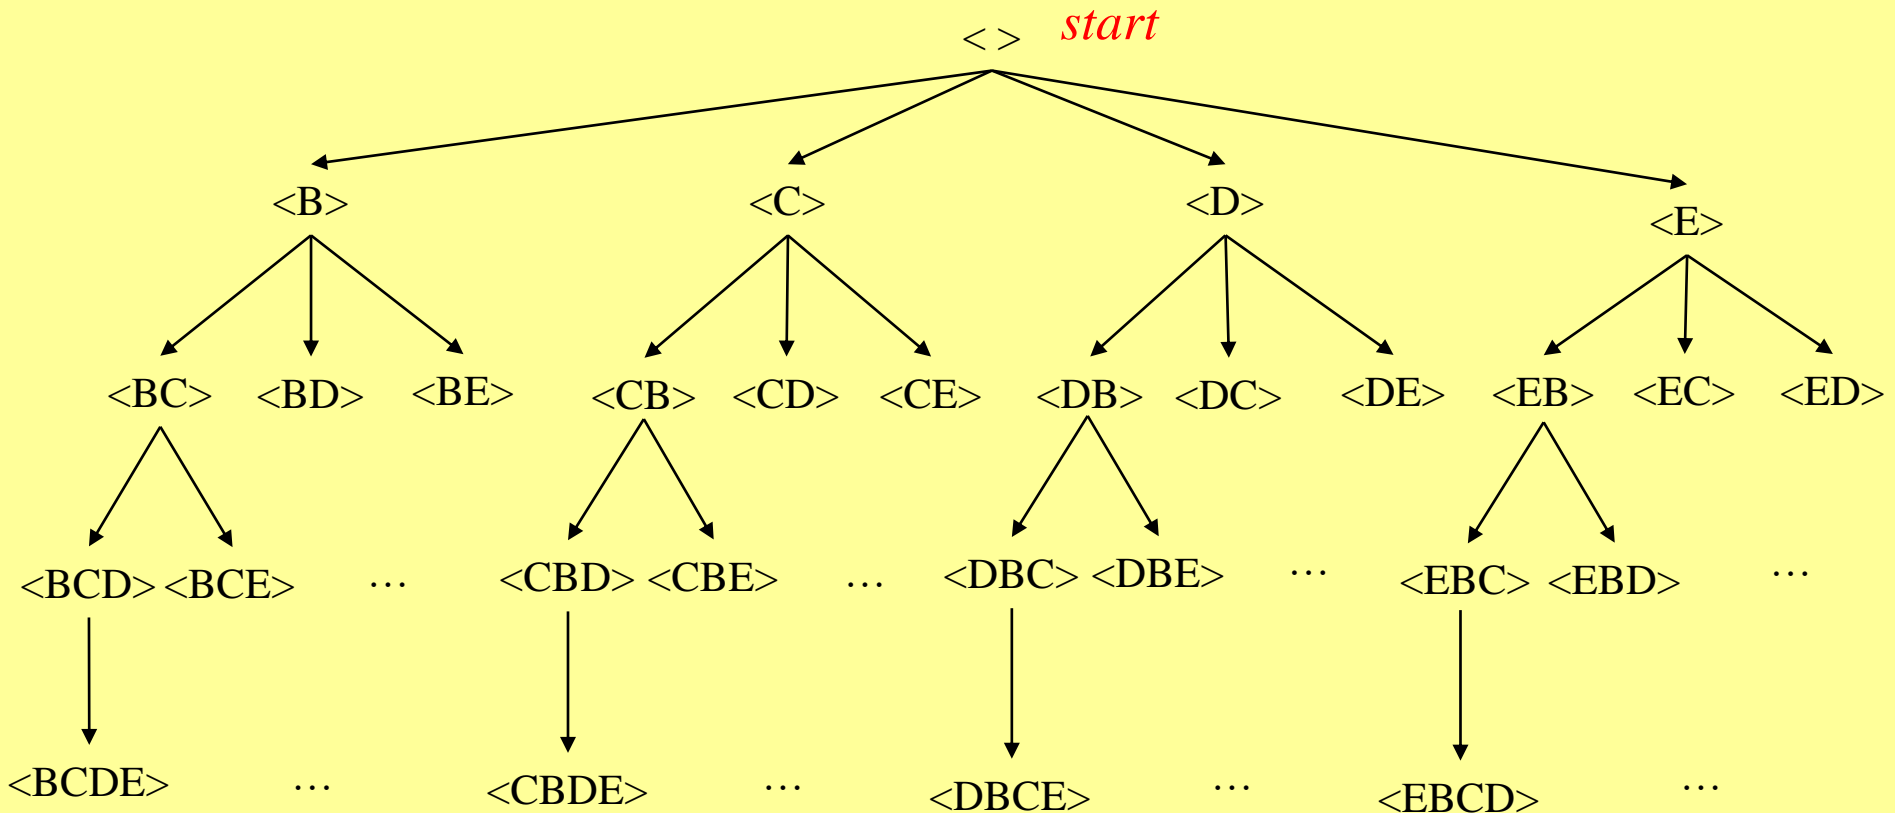 < > start
<B> <C> <D> <E>
<BC> <BD> <BE> <CB> <CD> <CE> <DB> <DC> <DE> <EB> <EC> <ED>
<BCD> <BCE> … <CBD> <CBE> … <DBC> <DBE> … <EBC> <EBD> …
<BCDE> … <CBDE> … <DBCE> … <EBCD> …